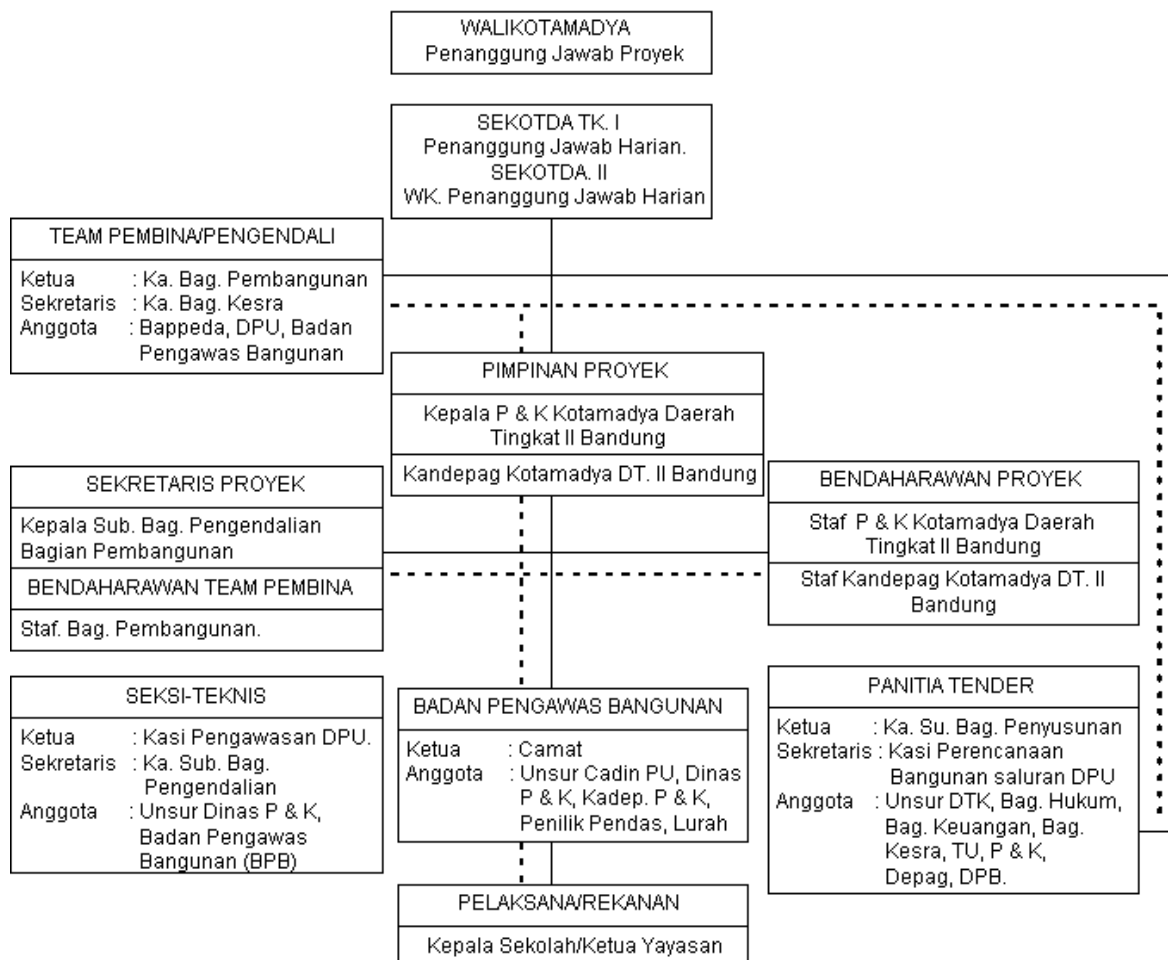 WALIKOTAMADYA
Penanggung Jawab Proyek
SEKOTDA TK. I
Penanggung Jawab Harian.
SEKOTDA. II
WK. Penanggung Jawab Harian
TEAM PEMBINA/PENGENDALI
Ketua : Ka. Bag. Pembangunan
Sekretaris : Ka. Bag. Kesra
Anggota : Bappeda, DPU, Badan
Pengawas Bangunan
PIMPINAN PROYEK
Kepala P & K Kotamadya Daerah
Tingkat II Bandung
Kandepag Kotamadya DT. II Bandung
SEKRETARIS PROYEK
Kepala Sub. Bag. Pengendalian
Bagian Pembangunan
BENDAHARAWAN TEAM PEMBINA
Staf. Bag. Pembangunan.
BENDAHARAWAN PROYEK
Staf P & K Kotamadya Daerah
Tingkat II Bandung
Staf Kandepag Kotamadya DT. II
Bandung
SEKSI-TEKNIS
Ketua : Kasi Pengawasan DPU.
Sekretaris : Ka. Sub. Bag.
Pengendalian
Anggota : Unsur Dinas P & K,
Badan Pengawas
Bangunan (BPB)
BADAN PENGAWAS BANGUNAN
Ketua : Camat
Anggota : Unsur Cadin PU, Dinas
P & K, Kadep. P & K,
Penilik Pendas, Lurah
PANITIA TENDER
Ketua : Ka. Su. Bag. Penyusunan
Sekretaris : Kasi Perencanaan
Bangunan saluran DPU
Anggota : Unsur DTK, Bag. Hukum,
Bag. Keuangan, Bag.
Kesra, TU, P & K,
Depag, DPB.
PELAKSANA/REKANAN
Kepala Sekolah/Ketua Yayasan